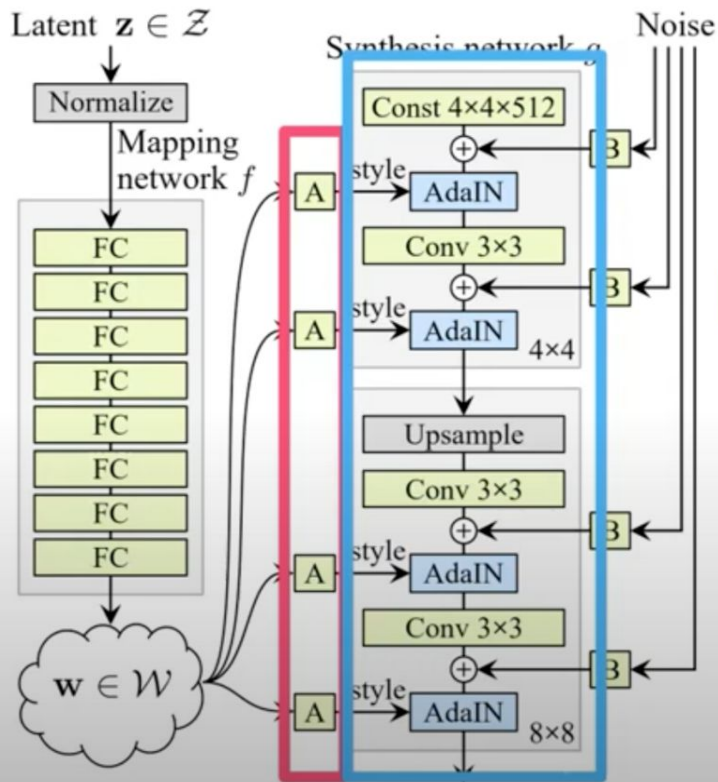 Latent z ∈ 𝒵
Normalize
Mapping
network f
FC
FC
FC
FC
FC
FC
FC
FC
w ∈ 𝒲
Synthesis network g
Noise
Const 4×4×512
B
A
style
AdaIN
Conv 3×3
B
A
style
AdaIN
4×4
Upsample
Conv 3×3
B
A
style
AdaIN
Conv 3×3
B
A
style
AdaIN
8×8